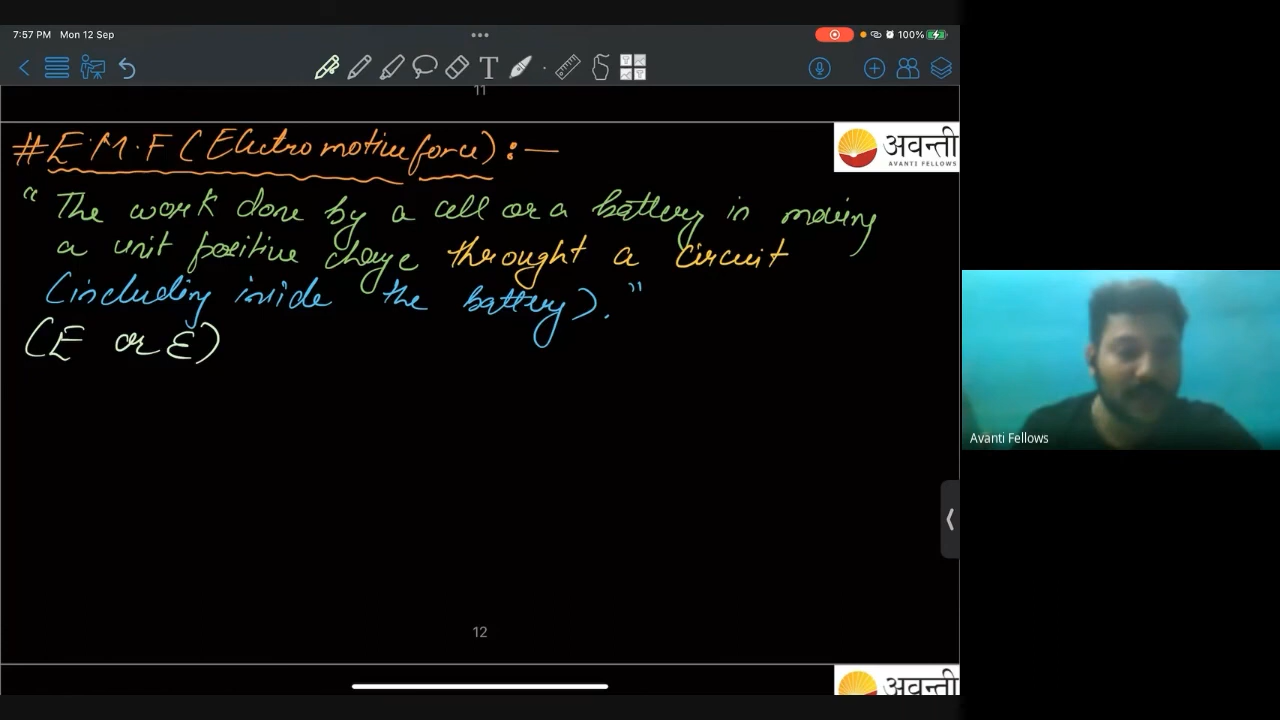 7:57 PM Mon 12 Sep
100%
T
11
#E.M.F (Electromotive force) :—
अवन्ती
AVANTI FELLOWS
“ The work done by a cell or a battery in moving
a unit positive charge throught a circuit
(including inside the battery). ”
(E or ε)
Avanti Fellows
12
अवन्ती